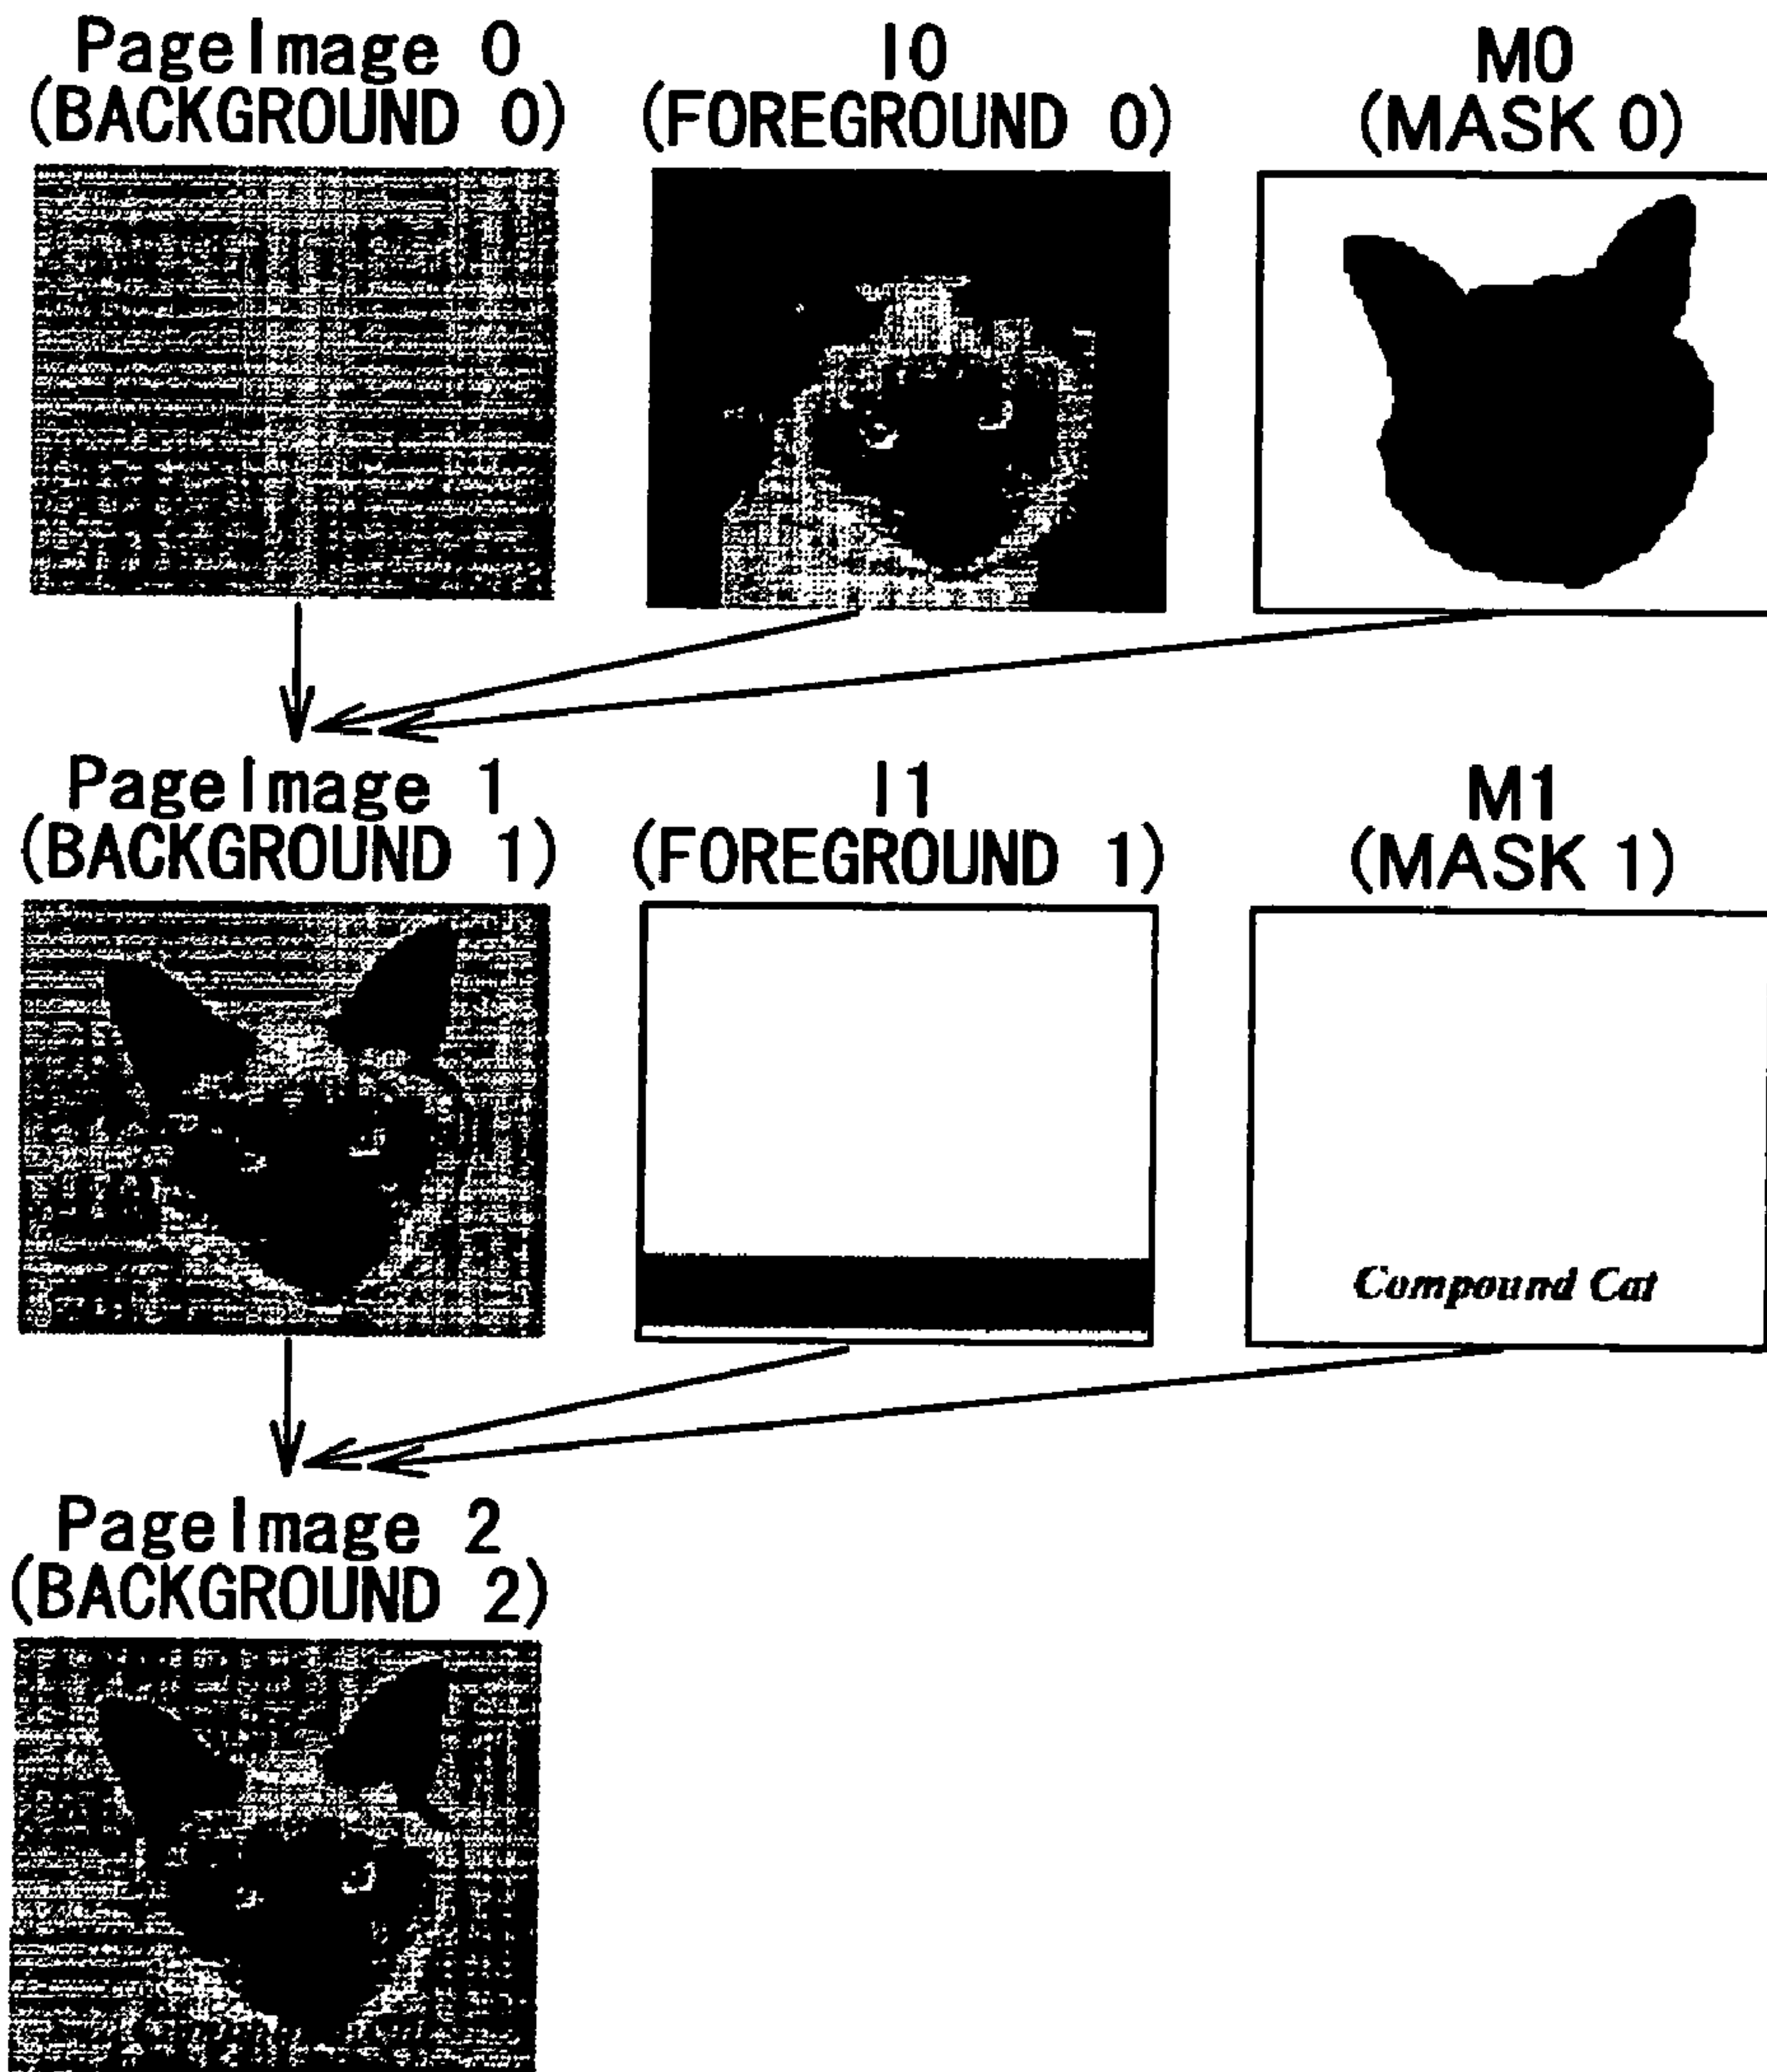 PageImage 0
(BACKGROUND 0)
I0
(FOREGROUND 0)
M0
(MASK 0)
PageImage 1
(BACKGROUND 1)
I1
(FOREGROUND 1)
M1
(MASK 1)
Compound Cat
PageImage 2
(BACKGROUND 2)